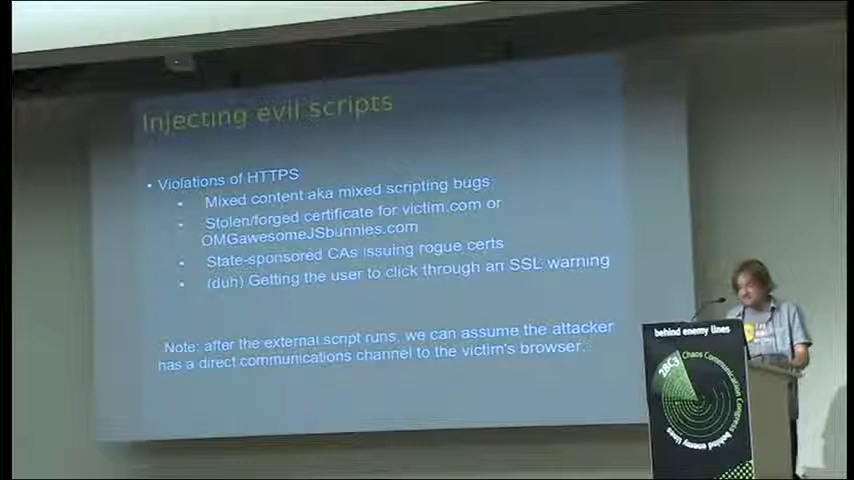 Injecting evil scripts
• Violations of HTTPS
• Mixed content aka mixed scripting bugs
• Stolen/forged certificate for victim.com or
OMGawesomeJSbunnies.com
• State-sponsored CAs issuing rogue certs
• (duh) Getting the user to click through an SSL warning
Note: after the external script runs, we can assume the attacker
has a direct communications channel to the victim's browser.
behind enemy lines
28C3
Chaos Communication Congress
behind enemy lines